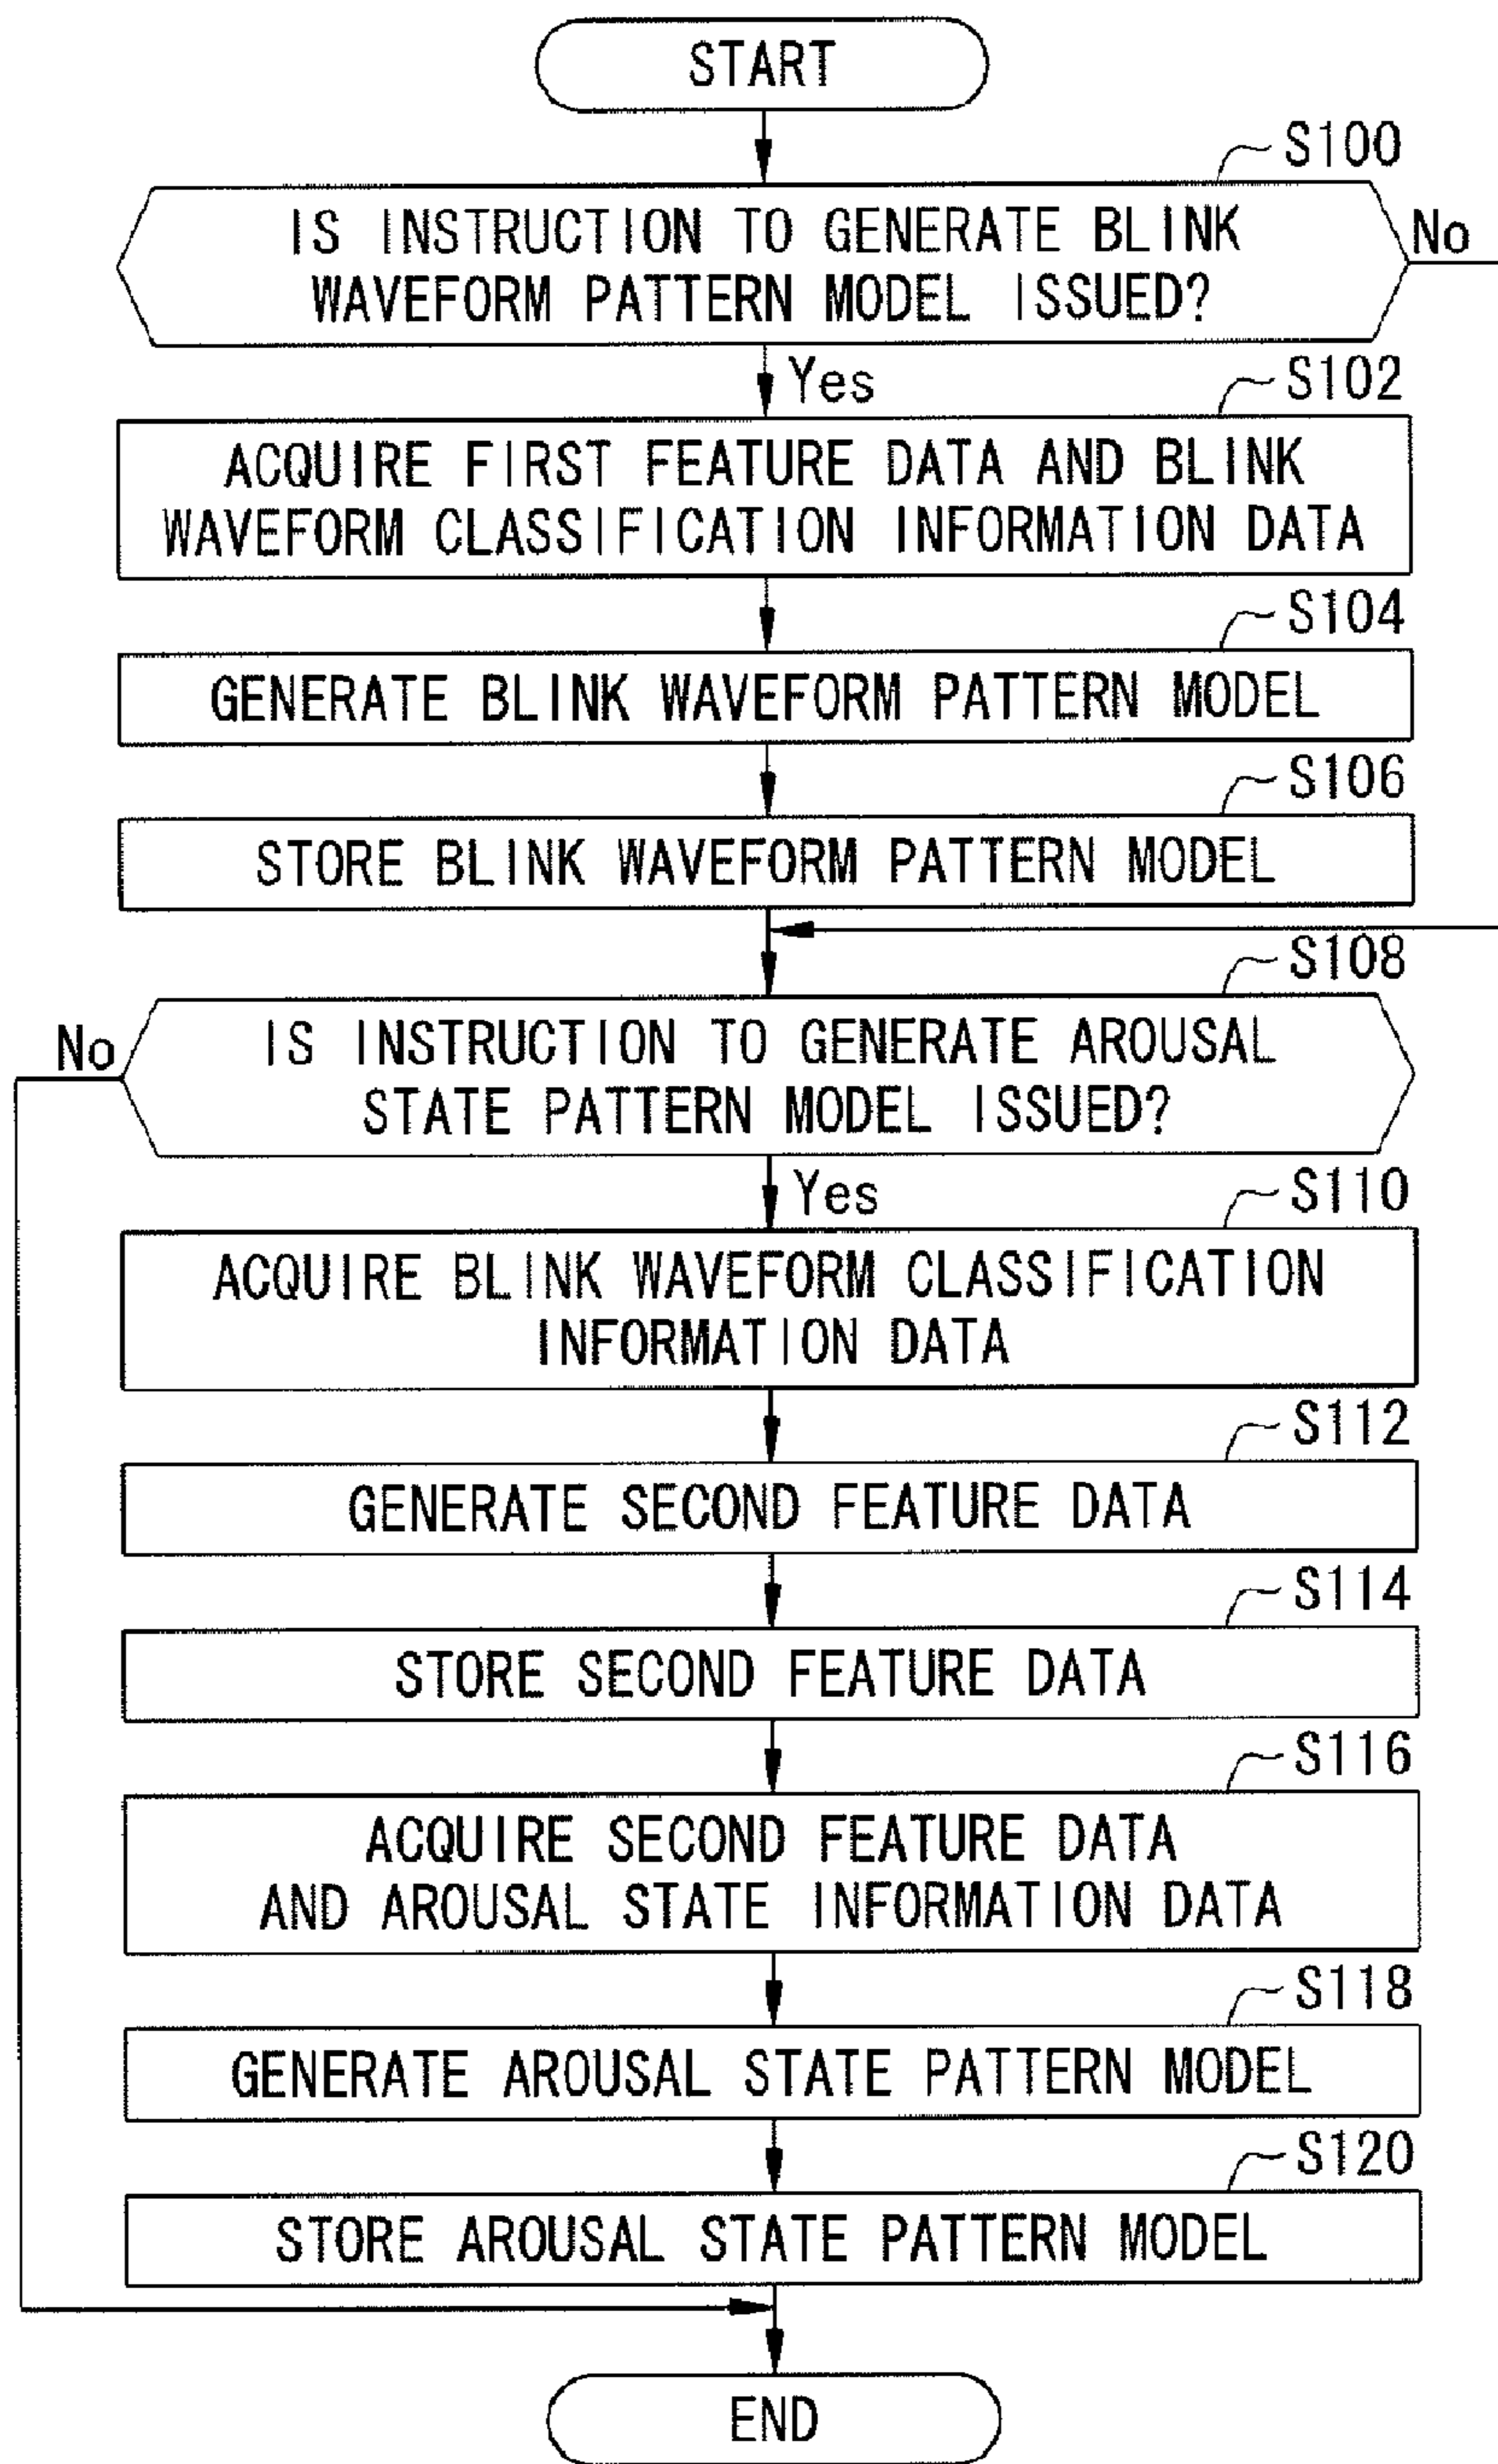 START
S100
IS INSTRUCTION TO GENERATE BLINK
WAVEFORM PATTERN MODEL ISSUED?
No
Yes
S102
ACQUIRE FIRST FEATURE DATA AND BLINK
WAVEFORM CLASSIFICATION INFORMATION DATA
S104
GENERATE BLINK WAVEFORM PATTERN MODEL
S106
STORE BLINK WAVEFORM PATTERN MODEL
S108
No
IS INSTRUCTION TO GENERATE AROUSAL
STATE PATTERN MODEL ISSUED?
Yes
S110
ACQUIRE BLINK WAVEFORM CLASSIFICATION
INFORMATION DATA
S112
GENERATE SECOND FEATURE DATA
S114
STORE SECOND FEATURE DATA
S116
ACQUIRE SECOND FEATURE DATA
AND AROUSAL STATE INFORMATION DATA
S118
GENERATE AROUSAL STATE PATTERN MODEL
S120
STORE AROUSAL STATE PATTERN MODEL
END